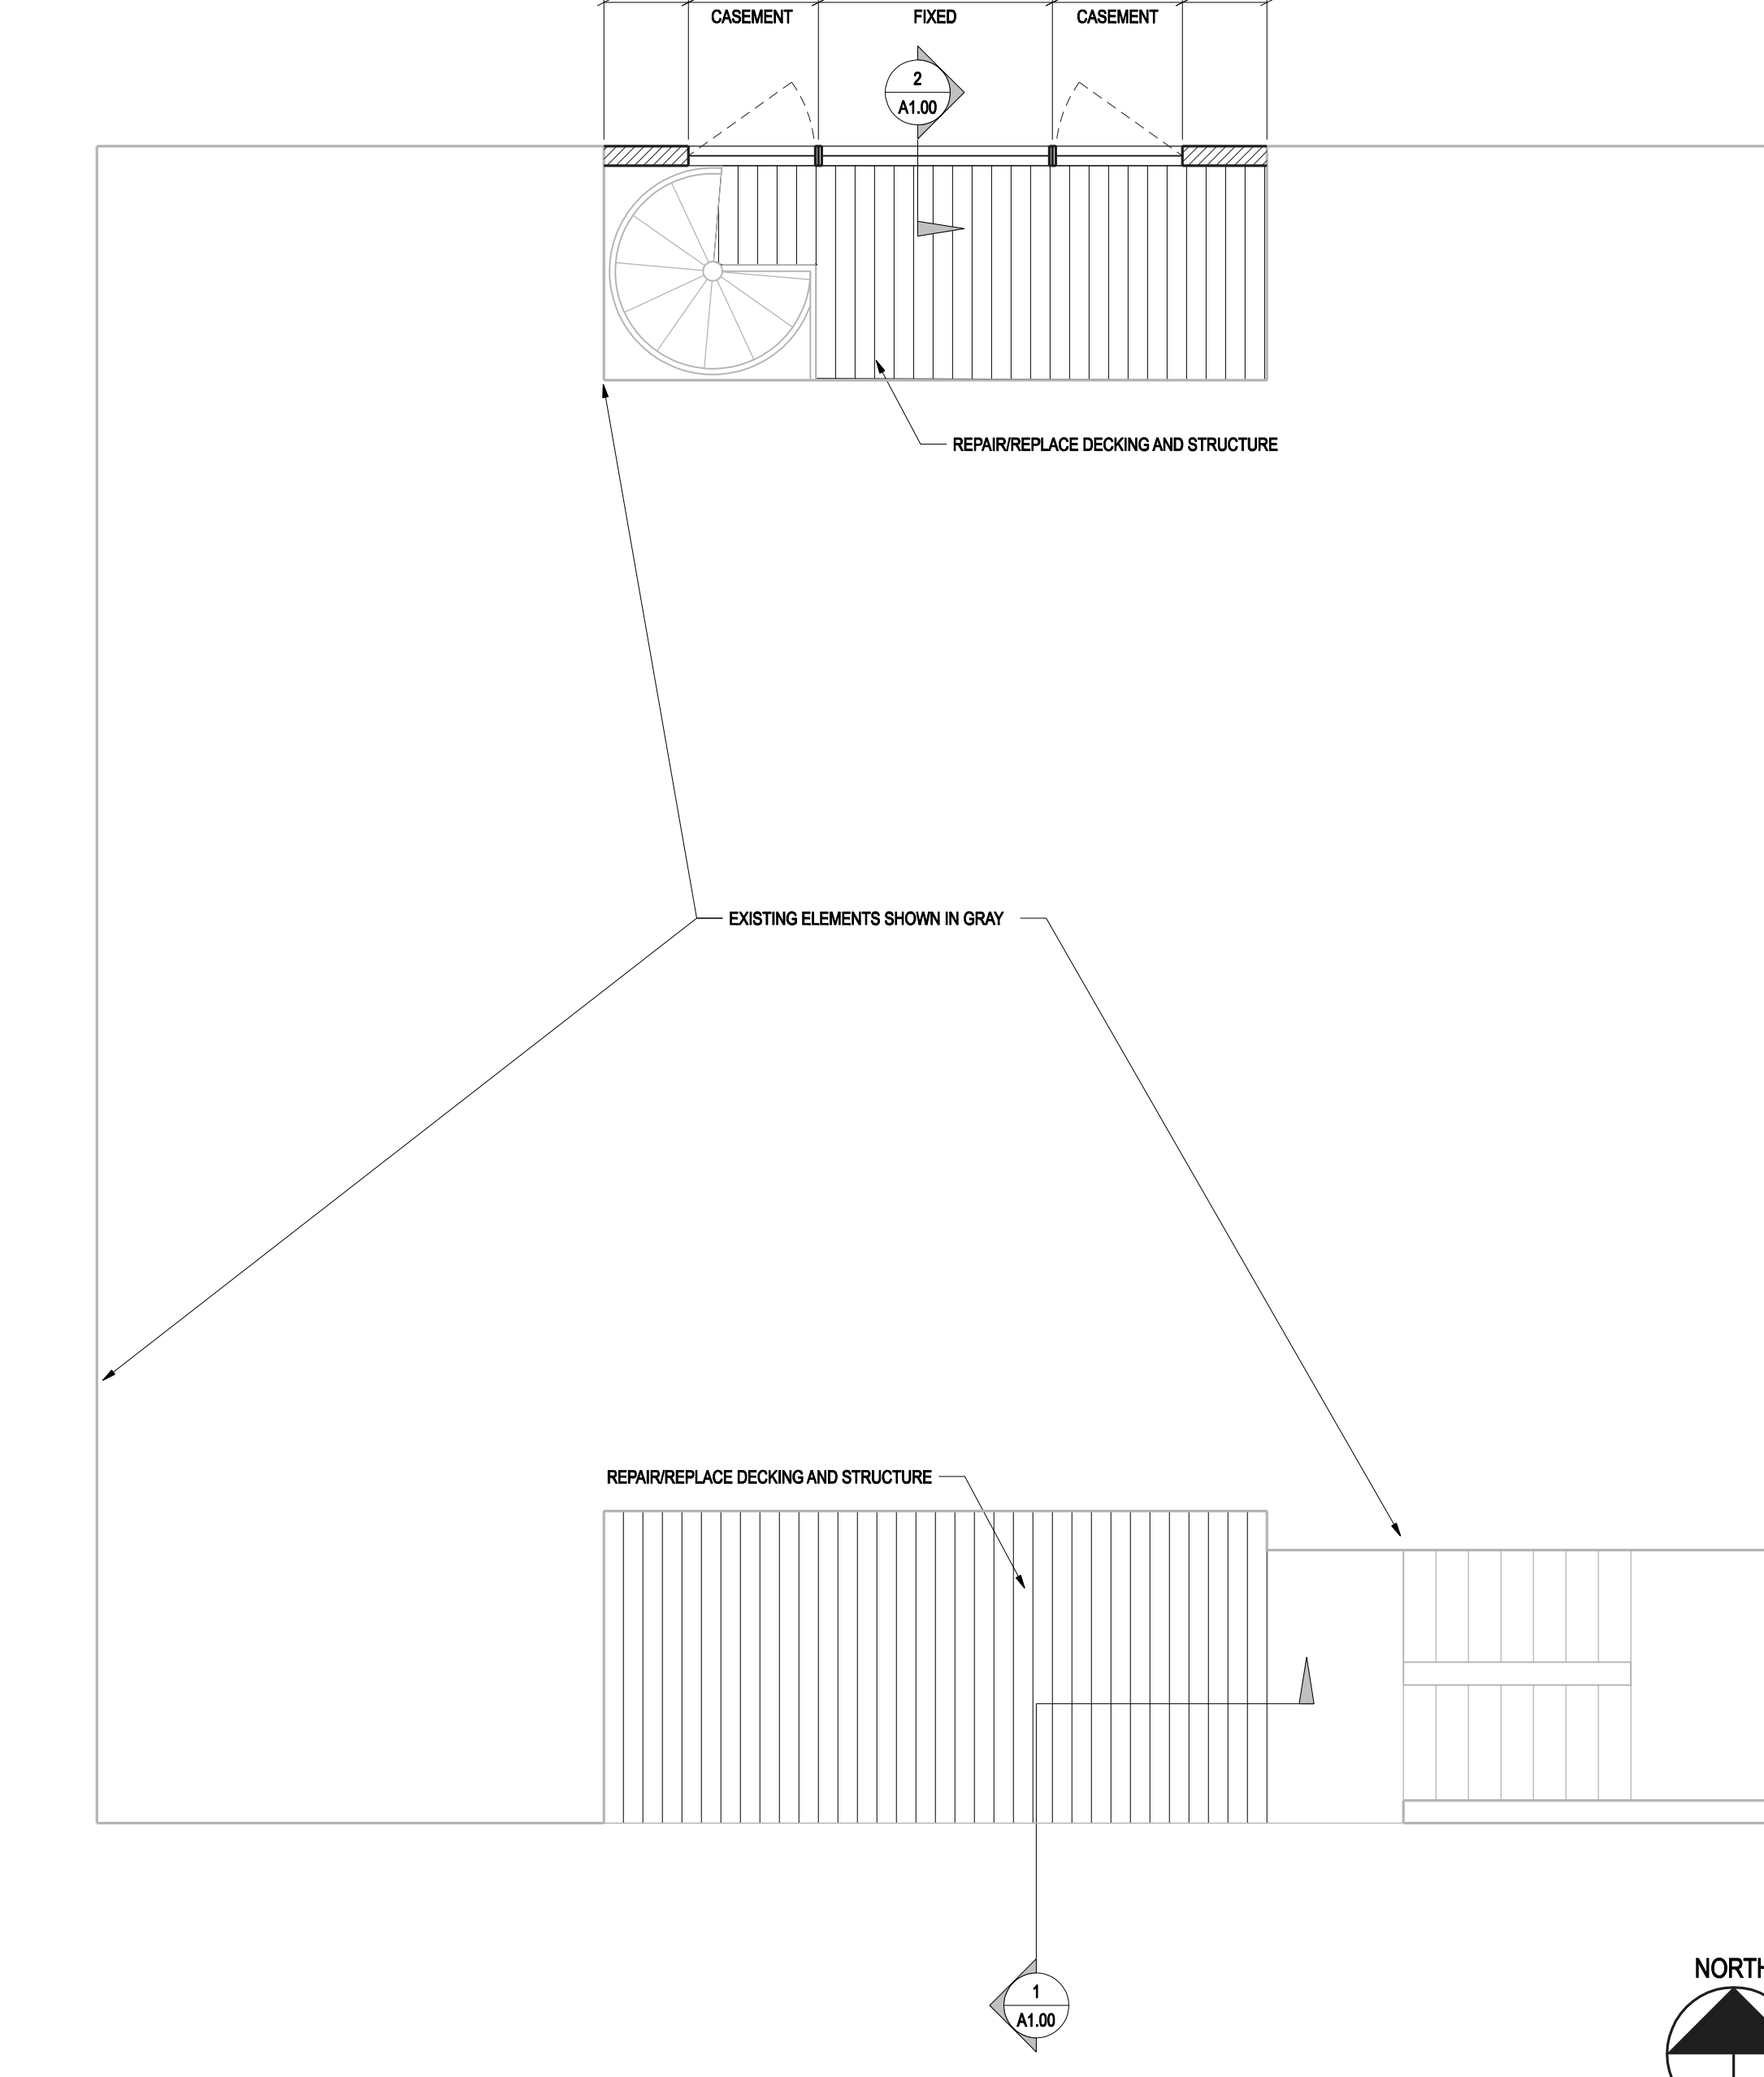 CASEMENT FIXED CASEMENT
2
A1.00
REPAIR/REPLACE DECKING AND STRUCTURE
EXISTING ELEMENTS SHOWN IN GRAY
REPAIR/REPLACE DECKING AND STRUCTURE
1
A1.00
NORTH